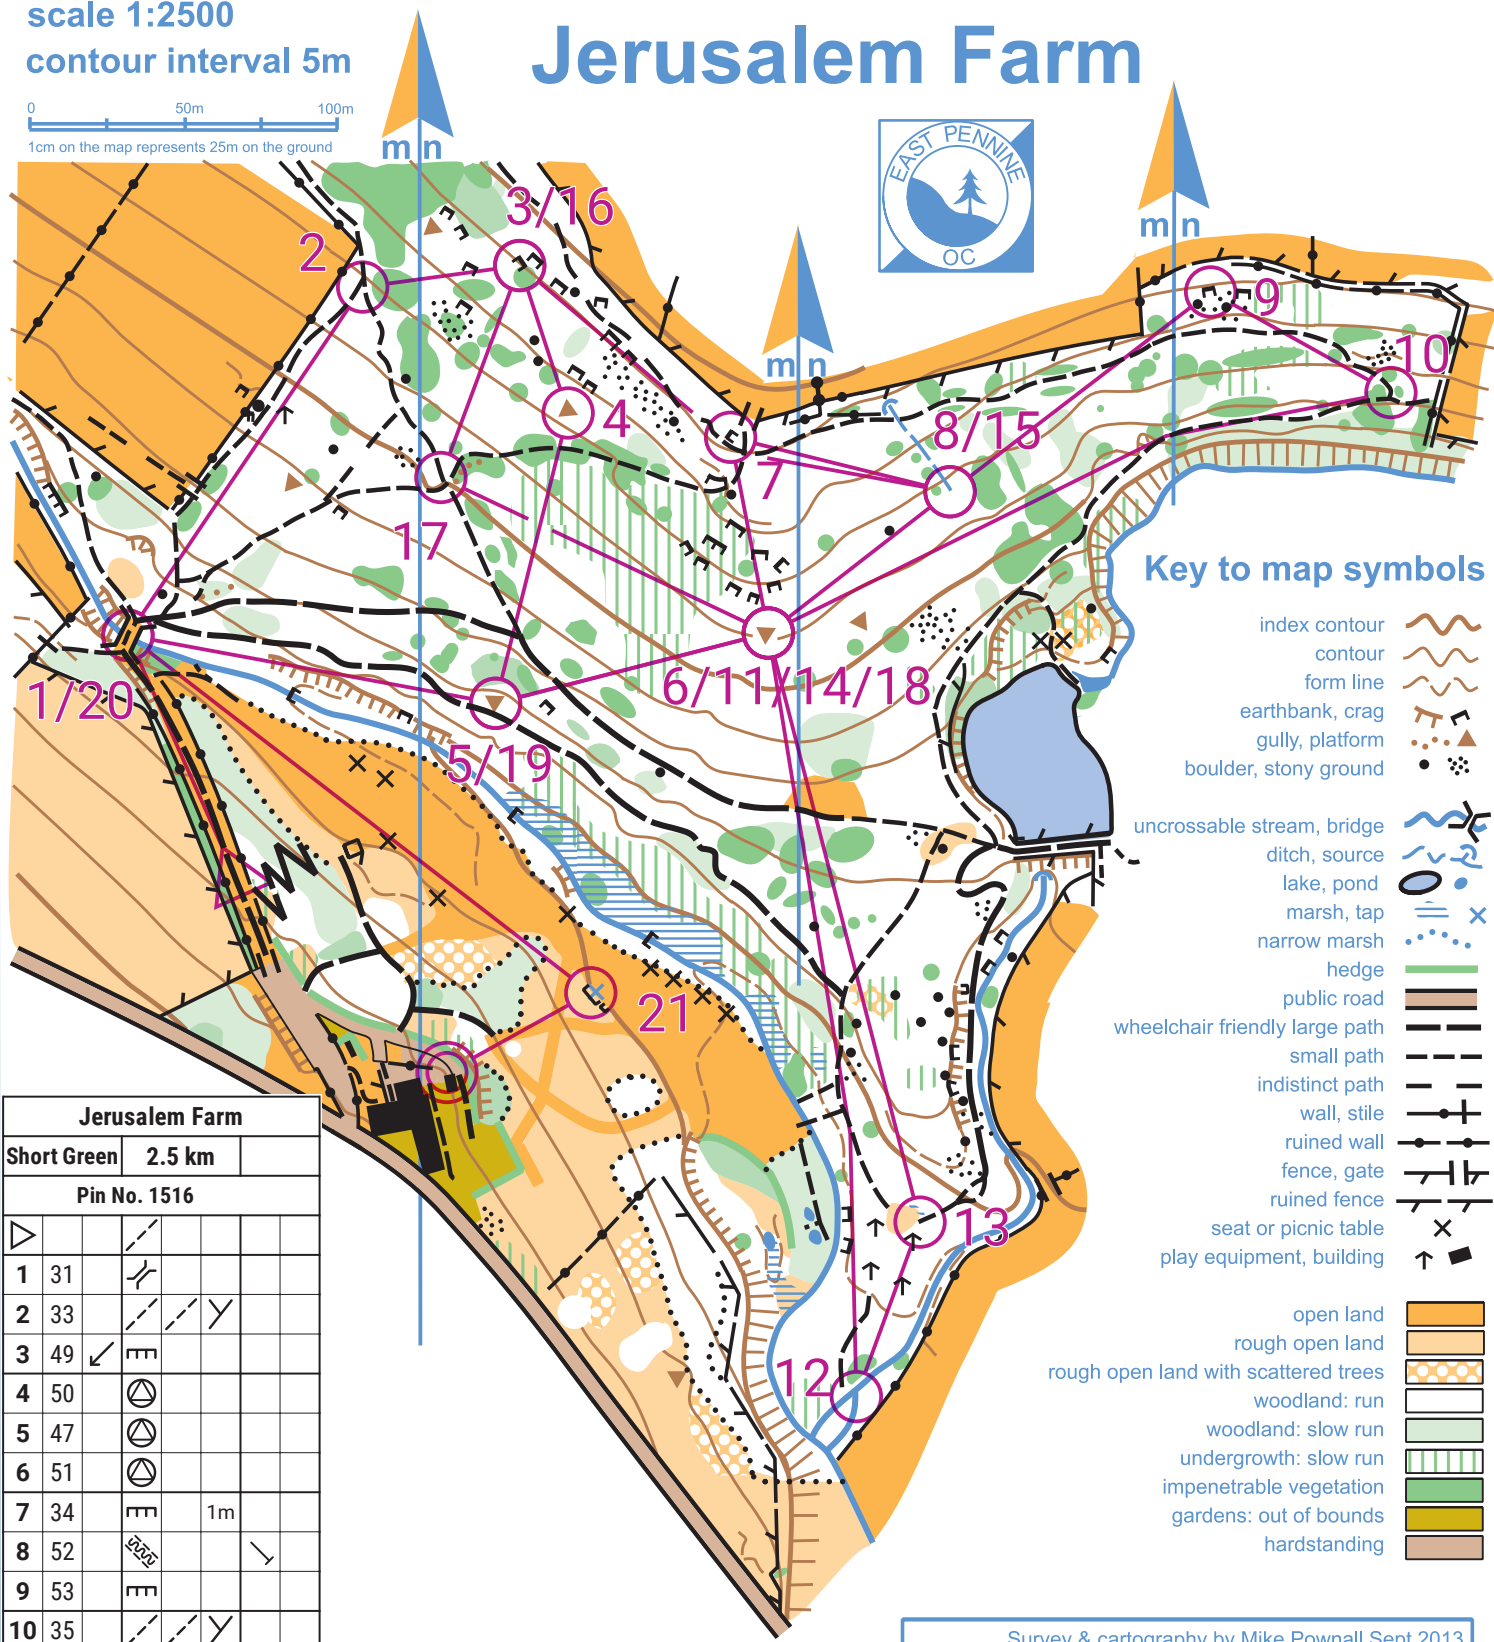 scale 1:2500
contour interval 5m
0 50m 100m
1cm on the map represents 25m on the ground
Jerusalem Farm
EAST PENNINE
OC
m n
m n
m n
3/16
2
9
10
4
8/15
7
17
6/11/14/18
1/20
5/19
21
13
12
Key to map symbols
index contour
contour
form line
earthbank, crag
gully, platform
boulder, stony ground
uncrossable stream, bridge
ditch, source
lake, pond
marsh, tap
narrow marsh
hedge
public road
wheelchair friendly large path
small path
indistinct path
wall, stile
ruined wall
fence, gate
ruined fence
seat or picnic table
play equipment, building
open land
rough open land
rough open land with scattered trees
woodland: run
woodland: slow run
undergrowth: slow run
impenetrable vegetation
gardens: out of bounds
hardstanding
Jerusalem Farm
Short Green 2.5 km
Pin No. 1516
1 31
2 33
3 49
4 50
5 47
6 51
7 34 1m
8 52
9 53
10 35
Survey & cartography by Mike Pownall Sept 2013